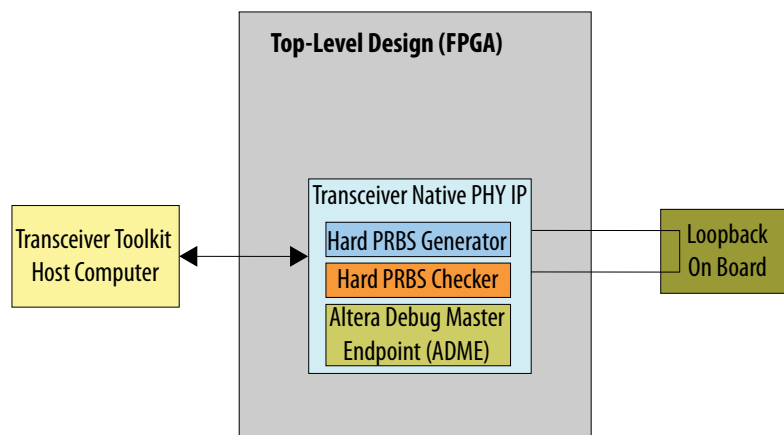 Top-Level Design (FPGA)
Transceiver Native PHY IP
Transceiver Toolkit
Host Computer
Hard PRBS Generator
Hard PRBS Checker
Altera Debug Master
Endpoint (ADME)
Loopback
On Board